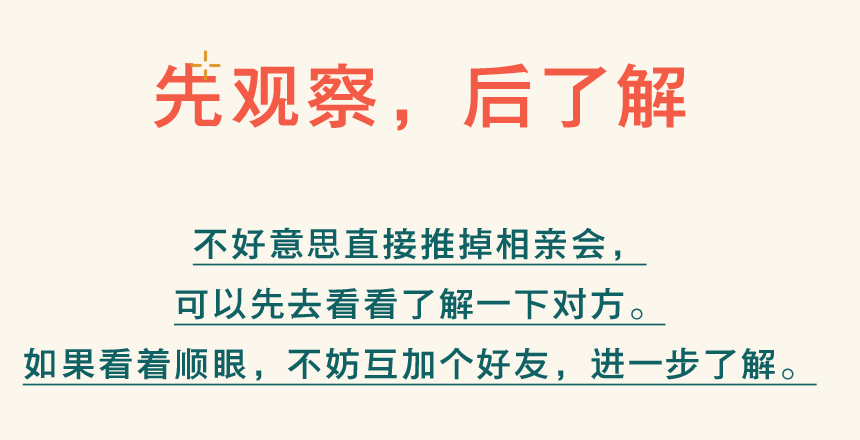 先观察，后了解
不好意思直接推掉相亲会，
可以先去看看了解一下对方。
如果看着顺眼，不妨互加个好友，进一步了解。